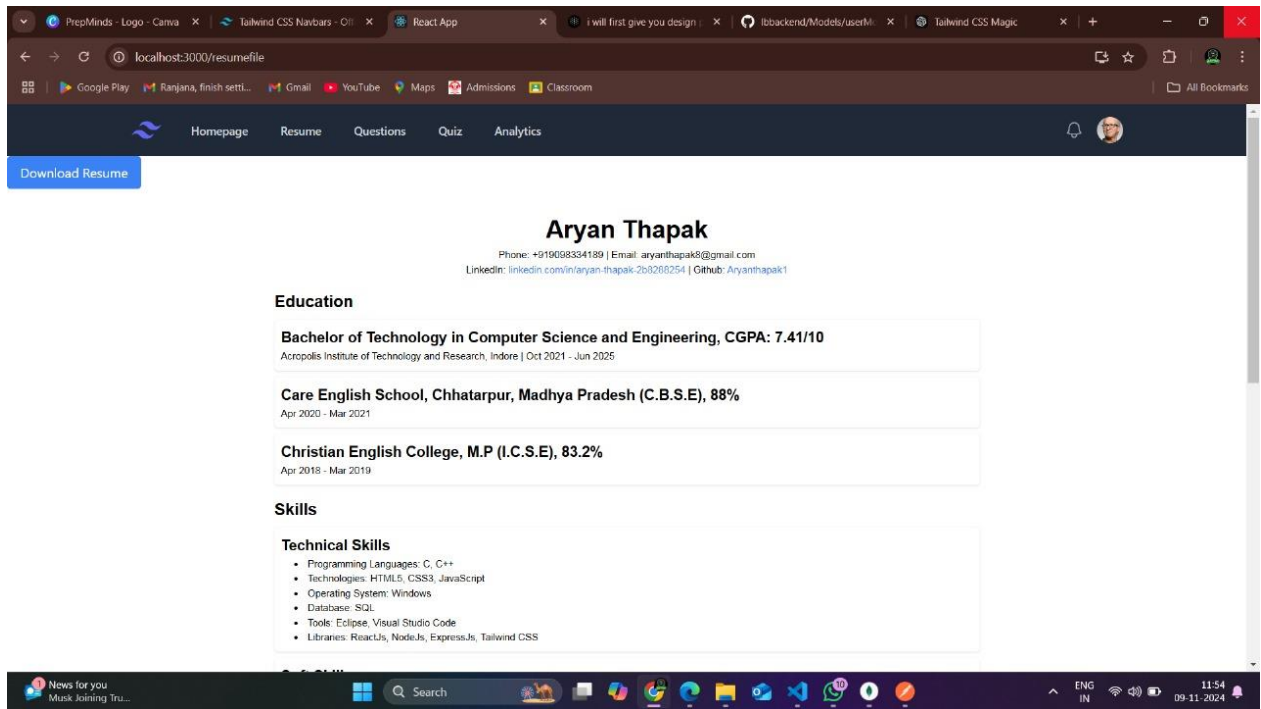 PrepMinds - Logo - Canva
Tailwind CSS Navbars - Off
React App
i will first give you design
lbbackend/Models/userMo
Tailwind CSS Magic
localhost:3000/resumefile
Google Play
Ranjana, finish setti...
Gmail
YouTube
Maps
Admissions
Classroom
All Bookmarks
Homepage
Resume
Questions
Quiz
Analytics
Download Resume
Aryan Thapak
Phone: +919098334189 | Email: aryanthapak8@gmail.com
LinkedIn: linkedin.com/in/aryan-thapak-2b8288254 | Github: Aryanthapak1
Education
Bachelor of Technology in Computer Science and Engineering, CGPA: 7.41/10
Acropolis Institute of Technology and Research, Indore | Oct 2021 - Jun 2025
Care English School, Chhatarpur, Madhya Pradesh (C.B.S.E), 88%
Apr 2020 - Mar 2021
Christian English College, M.P (I.C.S.E), 83.2%
Apr 2018 - Mar 2019
Skills
Technical Skills
• Programming Languages: C, C++
• Technologies: HTML5, CSS3, JavaScript
• Operating System: Windows
• Database: SQL
• Tools: Eclipse, Visual Studio Code
• Libraries: ReactJs, NodeJs, ExpressJs, Tailwind CSS
1
News for you
Musk Joining Tru...
Search
10
ENG
IN
11:54
09-11-2024